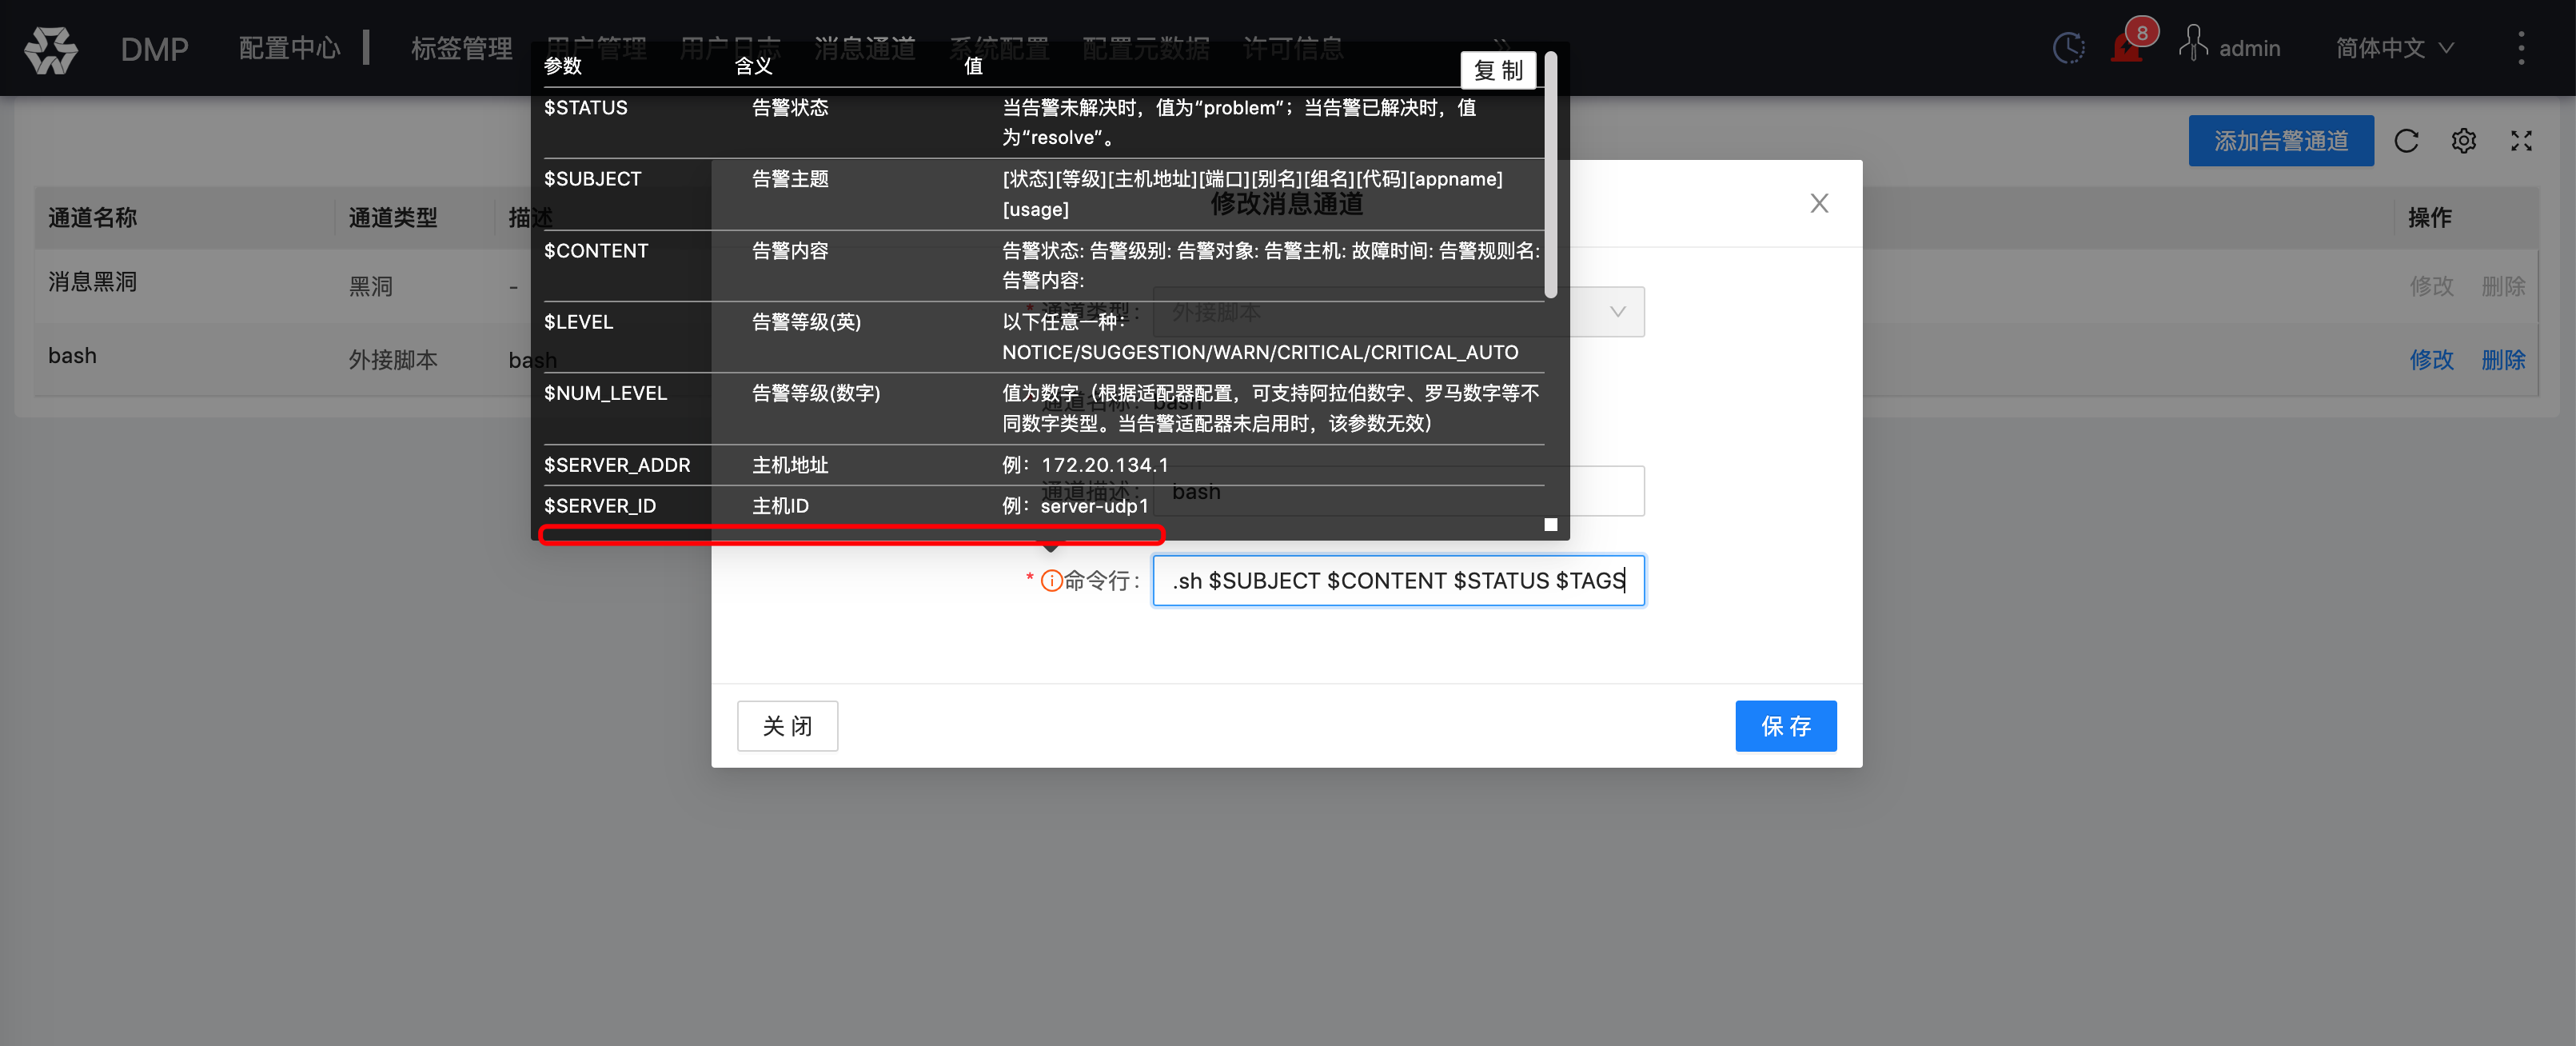 DMP 配置中心 标签管理 用户管理 用户日志 消息通道 系统配置 配置元数据 许可信息 8 admin 简体中文
参数 含义 值 复 制
$STATUS 告警状态 当告警未解决时，值为“problem”；当告警已解决时，值
为“resolve”。
添加告警通道
$SUBJECT 告警主题 [状态][等级][主机地址][端口][别名][组名][代码][appname]
[usage]
修改消息通道
通道名称 通道类型 描述 操作
$CONTENT 告警内容 告警状态: 告警级别: 告警对象: 告警主机: 故障时间: 告警规则名:
告警内容:
消息黑洞 黑洞 - 修改 删除
* 通道类型： 外接脚本
$LEVEL 告警等级(英) 以下任意一种：
NOTICE/SUGGESTION/WARN/CRITICAL/CRITICAL_AUTO
bash 外接脚本 bash 修改 删除
$NUM_LEVEL 告警等级(数字) 值为数字（根据适配器配置，可支持阿拉伯数字、罗马数字等不
同数字类型。当告警适配器未启用时，该参数无效）
通道名称： bash
$SERVER_ADDR 主机地址 例：172.20.134.1
通道描述： bash
$SERVER_ID 主机ID 例：server-udp1
* 命令行： .sh $SUBJECT $CONTENT $STATUS $TAGS
关 闭 保 存